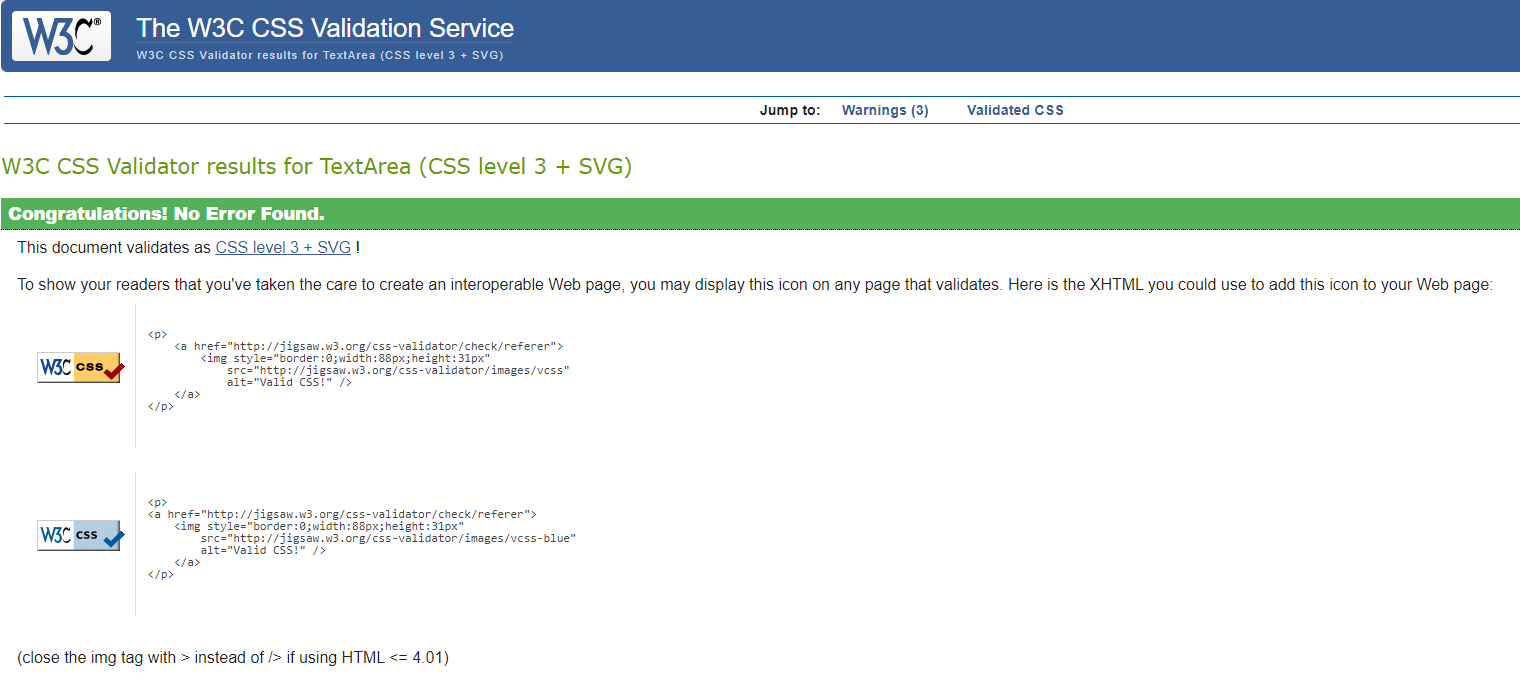 W3C®
The W3C CSS Validation Service
W3C CSS Validator results for TextArea (CSS level 3 + SVG)
Jump to: Warnings (3) Validated CSS
W3C CSS Validator results for TextArea (CSS level 3 + SVG)
Congratulations! No Error Found.
This document validates as CSS level 3 + SVG !
To show your readers that you've taken the care to create an interoperable Web page, you may display this icon on any page that validates. Here is the XHTML you could use to add this icon to your Web page:
W3C css
<p>
    <a href="http://jigsaw.w3.org/css-validator/check/referer">
        <img style="border:0;width:88px;height:31px"
            src="http://jigsaw.w3.org/css-validator/images/vcss"
            alt="Valid CSS!" />
    </a>
</p>
W3C css
<p>
<a href="http://jigsaw.w3.org/css-validator/check/referer">
    <img style="border:0;width:88px;height:31px"
        src="http://jigsaw.w3.org/css-validator/images/vcss-blue"
        alt="Valid CSS!" />
    </a>
</p>
(close the img tag with > instead of /> if using HTML <= 4.01)